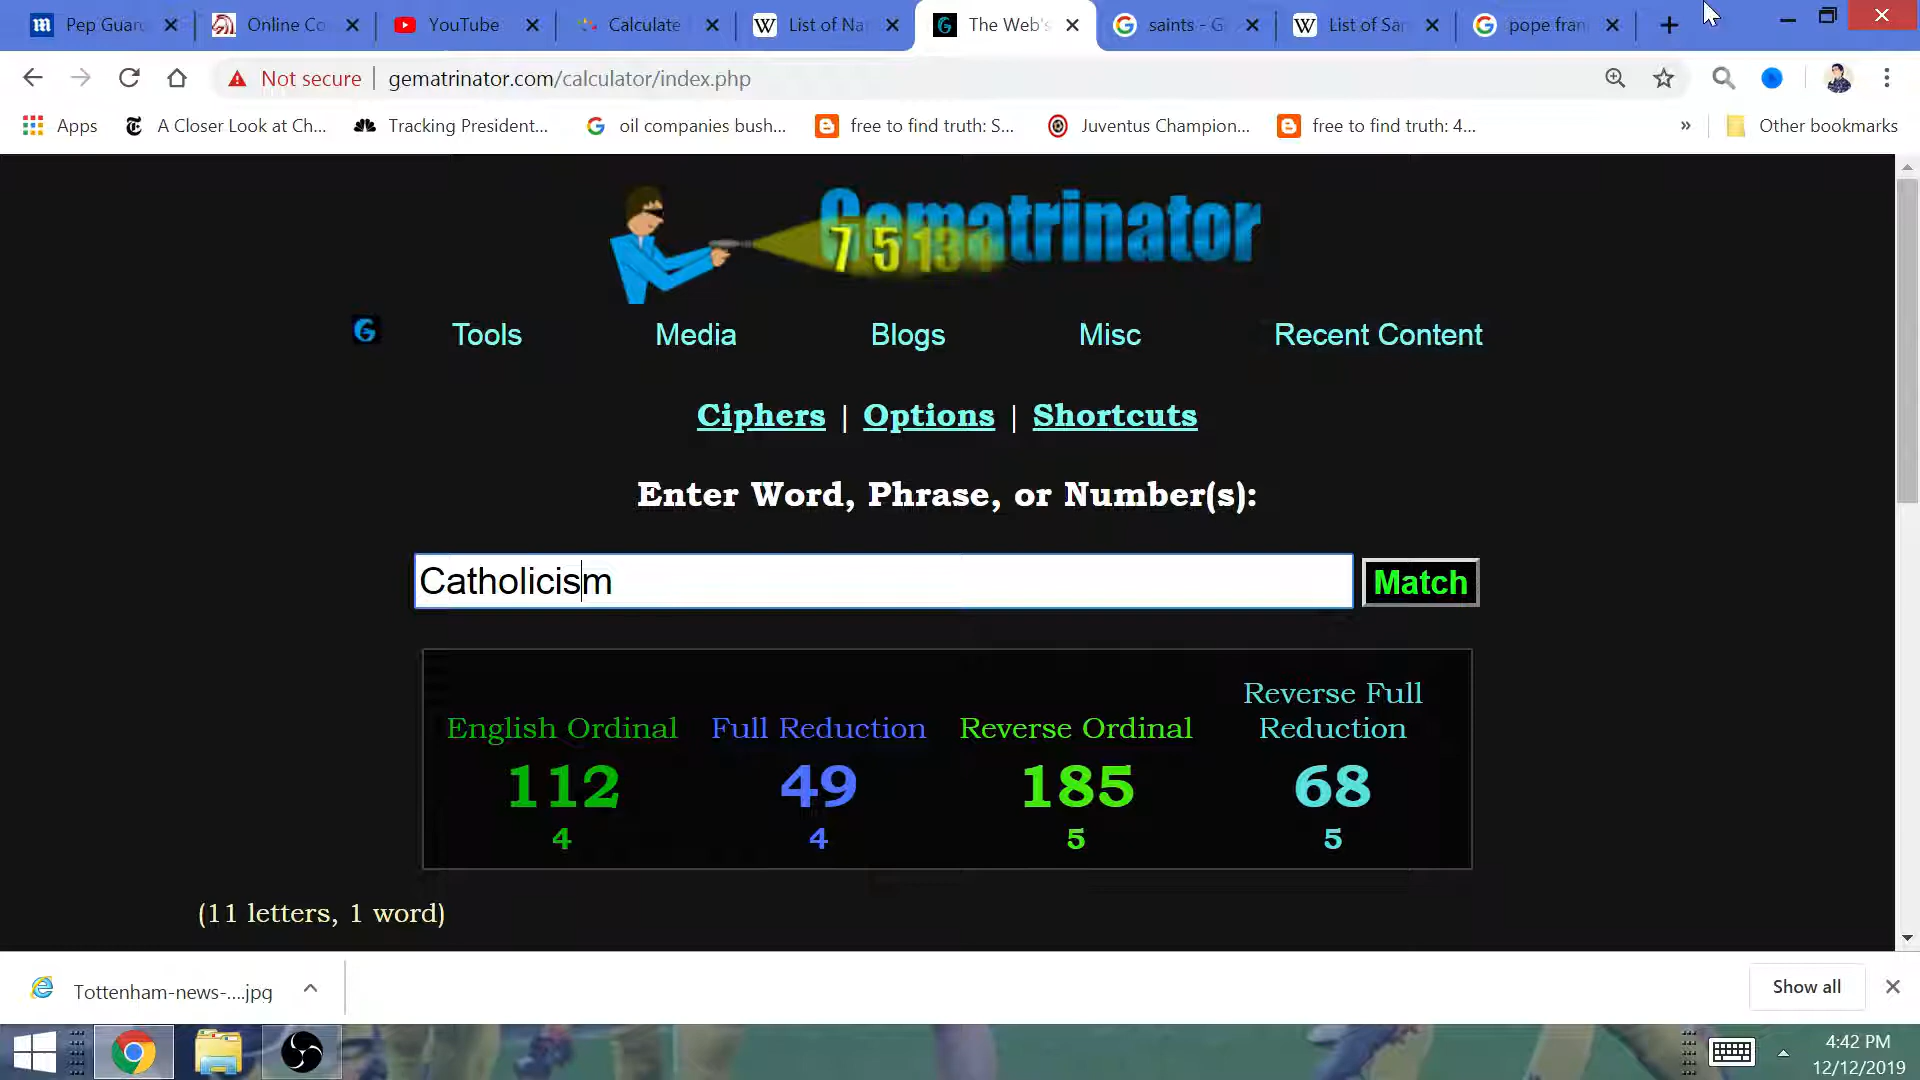 Pep Guard
Online Co
YouTube
Calculate
List of Na
The Web's
saints - G
List of Sa
pope fran
Not secure
gematrinator.com/calculator/index.php
Apps
A Closer Look at Ch...
Tracking President...
oil companies bush...
free to find truth: S...
Juventus Champion...
free to find truth: 4...
»
Other bookmarks
Gematrinator
7 5 13
Tools
Media
Blogs
Misc
Recent Content
Ciphers | Options | Shortcuts
Enter Word, Phrase, or Number(s):
Catholicism
Match
English Ordinal
Full Reduction
Reverse Ordinal
Reverse Full
Reduction
112
49
185
68
4
4
5
5
(11 letters, 1 word)
Tottenham-news-....jpg
Show all
4:42 PM
12/12/2019